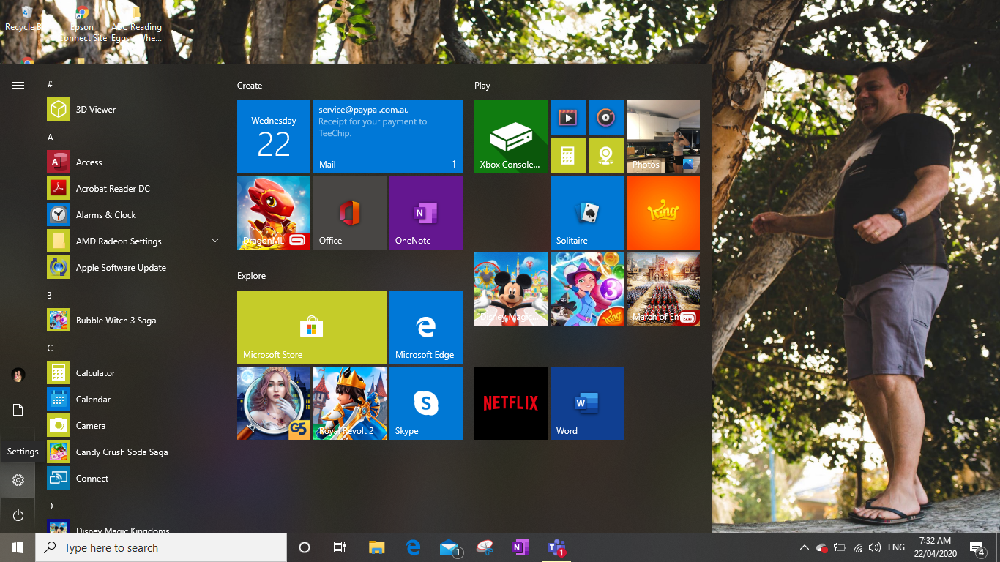 Recycle B
Epson
Connect Site
ABC Reading
Eggs - Whe...
#
3D Viewer
A
Access
Acrobat Reader DC
Alarms & Clock
AMD Radeon Settings
Apple Software Update
B
Bubble Witch 3 Saga
C
Calculator
Calendar
Camera
Candy Crush Soda Saga
Connect
D
Disney Magic Kingdoms
Settings
Create
Wednesday
22
service@paypal.com.au
Receipt for your payment to
TeeChip.
Mail
1
DragonML
Office
OneNote
Explore
Microsoft Store
Microsoft Edge
G5
Royal Revolt 2
Skype
Play
Xbox Console...
Photos
Solitaire
King
Disney Magic...
3
King
March of Em
NETFLIX
W
Word
Type here to search
1
1
ENG
7:32 AM
22/04/2020
4